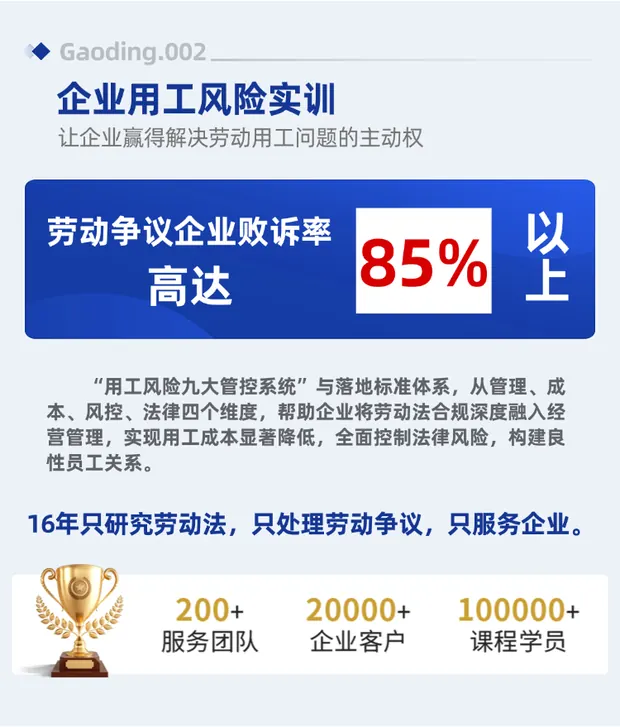 Gaoding.002
企业用工风险实训
让企业赢得解决劳动用工问题的主动权
劳动争议企业败诉率
高达
85%
以上
“用工风险九大管控系统”与落地标准体系，从管理、成
本、风控、法律四个维度，帮助企业将劳动法合规深度融入经
营管理，实现用工成本显著降低，全面控制法律风险，构建良
性员工关系。
16年只研究劳动法，只处理劳动争议，只服务企业。
200+ 20000+ 100000+
服务团队 企业客户 课程学员